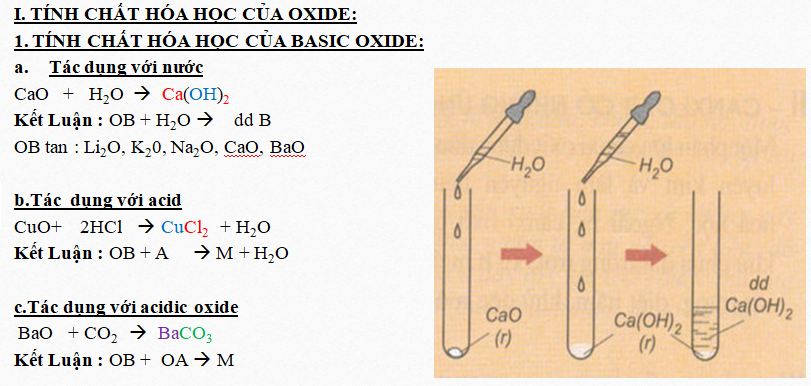 I. TÍNH CHẤT HÓA HỌC CỦA OXIDE:
1. TÍNH CHẤT HÓA HỌC CỦA BASIC OXIDE:
a. Tác dụng với nước
CaO + H₂O → Ca(OH)₂
Kết Luận : OB + H₂O → dd B
OB tan : Li₂O, K₂0, Na₂O, CaO, BaO
b.Tác dụng với acid
CuO+ 2HCl → CuCl₂ + H₂O
Kết Luận : OB + A → M + H₂O
c.Tác dụng với acidic oxide
BaO + CO₂ → BaCO₃
Kết Luận : OB + OA → M
H₂O
H₂O
CaO
(r)
Ca(OH)₂
(r)
dd
Ca(OH)₂